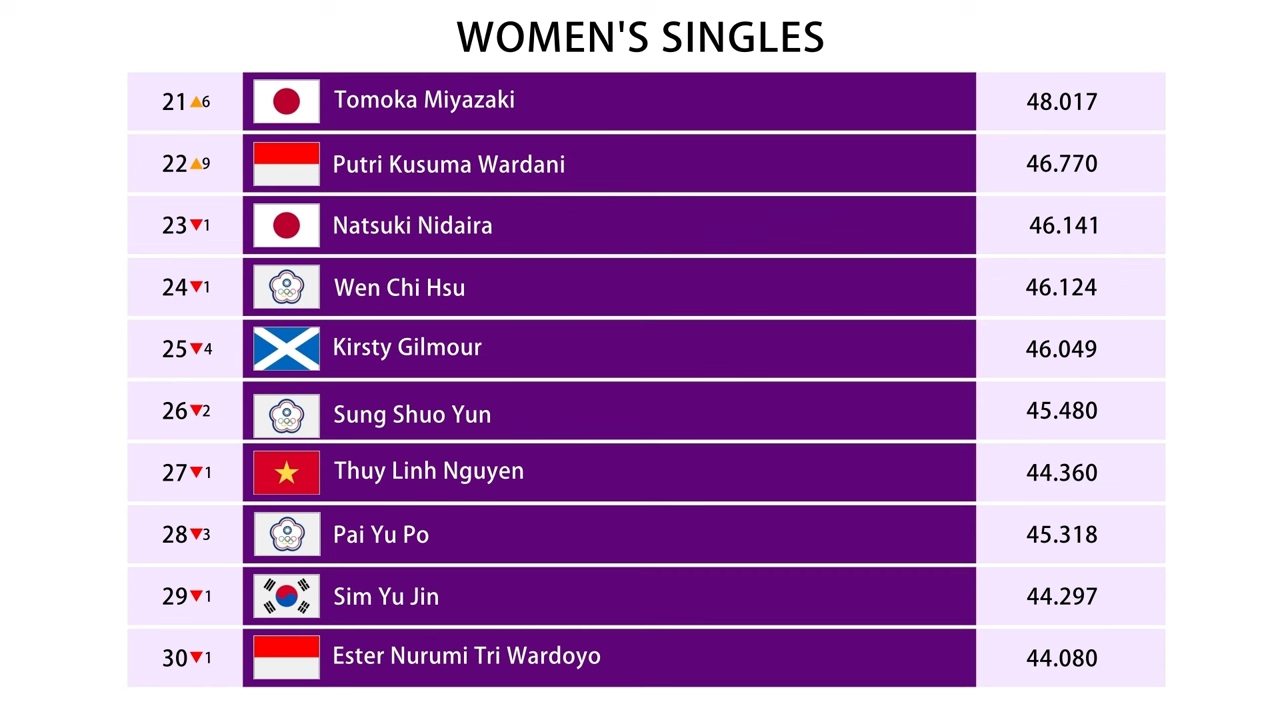 WOMEN'S SINGLES
21▲6 Tomoka Miyazaki 48.017
22▲9 Putri Kusuma Wardani 46.770
23▼1 Natsuki Nidaira 46.141
24▼1 Wen Chi Hsu 46.124
25▼4 Kirsty Gilmour 46.049
26▼2 Sung Shuo Yun 45.480
27▼1 Thuy Linh Nguyen 44.360
28▼3 Pai Yu Po 45.318
29▼1 Sim Yu Jin 44.297
30▼1 Ester Nurumi Tri Wardoyo 44.080